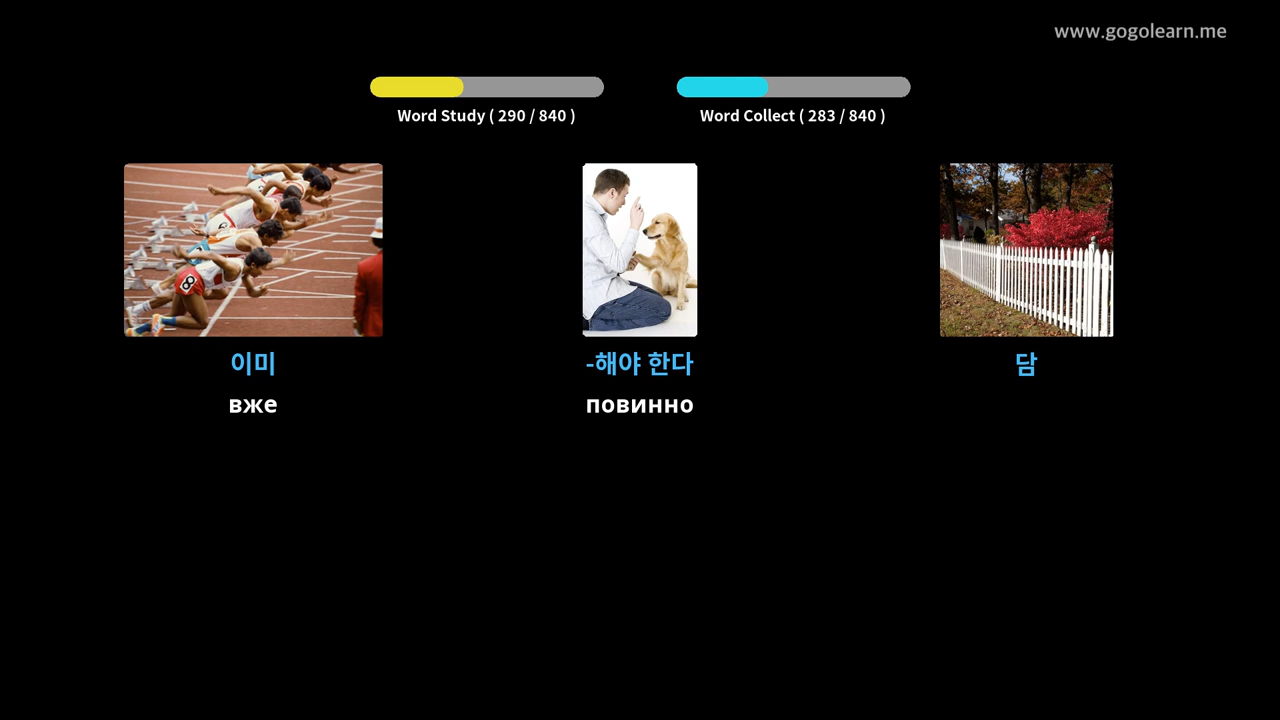 www.gogolearn.me
Word Study ( 290 / 840 )
Word Collect ( 283 / 840 )
8
이미
-해야 한다
담
вже
повинно